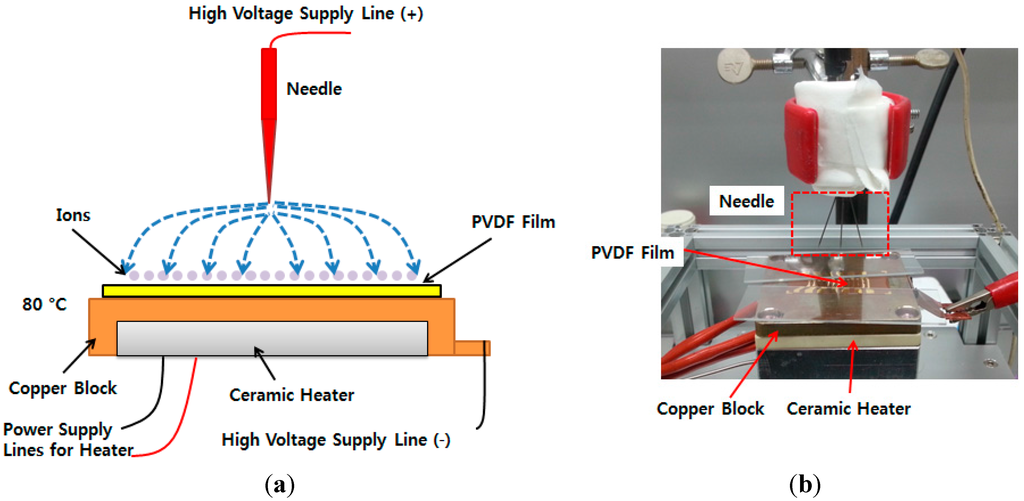 High Voltage Supply Line (+)
Needle
Ions
PVDF Film
80 °C
Copper Block
Ceramic Heater
Power Supply
Lines for Heater
High Voltage Supply Line (-)
(a)
Needle
PVDF Film
Copper Block
Ceramic Heater
(b)